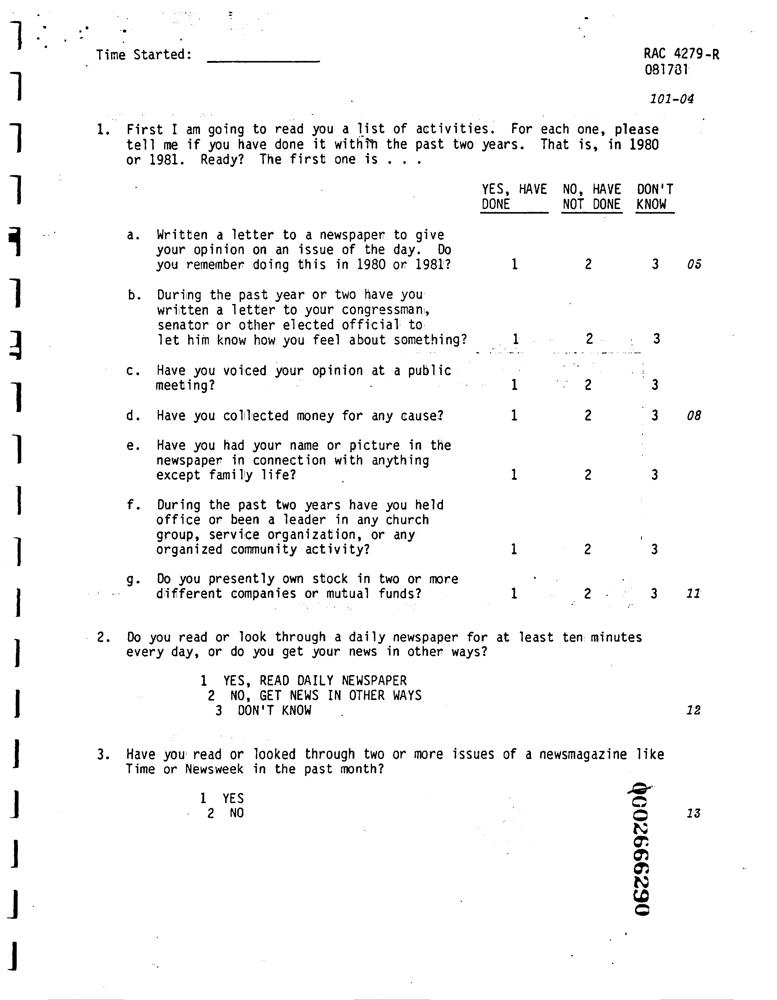 Time Started:
RAC 4279-R
081781
101-04
1. First I am going to read you a list of activities. For each one, please
tell me if you have done it within the past two years. That is, in 1980
or 1981. Ready? The first one is . . .
YES, HAVE NO, HAVE DON'T
DONE NOT DONE KNOW
a. Written a letter to a newspaper to give
your opinion on an issue of the day. Do
you remember doing this in 1980 or 1981? 1 2 3 05
b. During the past year or two have you
written a letter to your congressman,
senator or other elected official to
let him know how you feel about something? 1 2 3
c. Have you voiced your opinion at a public
meeting? 1 2 3
d. Have you collected money for any cause? 1 2 3 08
e. Have you had your name or picture in the
newspaper in connection with anything
except family life? 1 2 3
f. During the past two years have you held
office or been a leader in any church
group, service organization, or any
organized community activity? 1 2 3
g. Do you presently own stock in two or more
different companies or mutual funds? 1 2 3 11
2. Do you read or look through a daily newspaper for at least ten minutes
every day, or do you get your news in other ways?
1 YES, READ DAILY NEWSPAPER
2 NO, GET NEWS IN OTHER WAYS
3 DON'T KNOW 12
3. Have you read or looked through two or more issues of a newsmagazine like
Time or Newsweek in the past month?
1 YES
2 NO 13